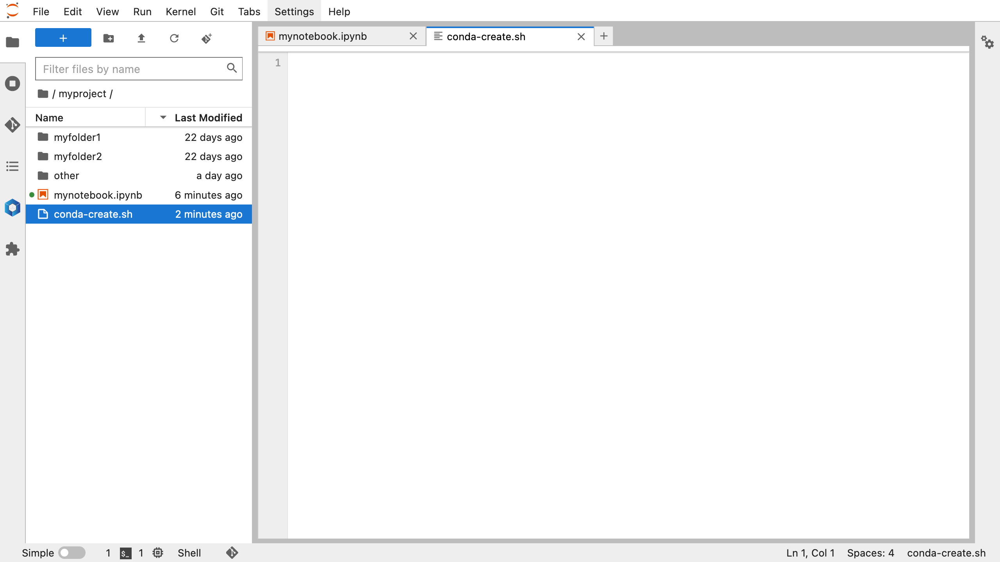 File Edit View Run Kernel Git Tabs Settings Help
Filter files by name
/ myproject /
Name Last Modified
myfolder1 22 days ago
myfolder2 22 days ago
other a day ago
mynotebook.ipynb 6 minutes ago
conda-create.sh 2 minutes ago
mynotebook.ipynb conda-create.sh
1
Simple 1 $_ 1 Shell Ln 1, Col 1 Spaces: 4 conda-create.sh